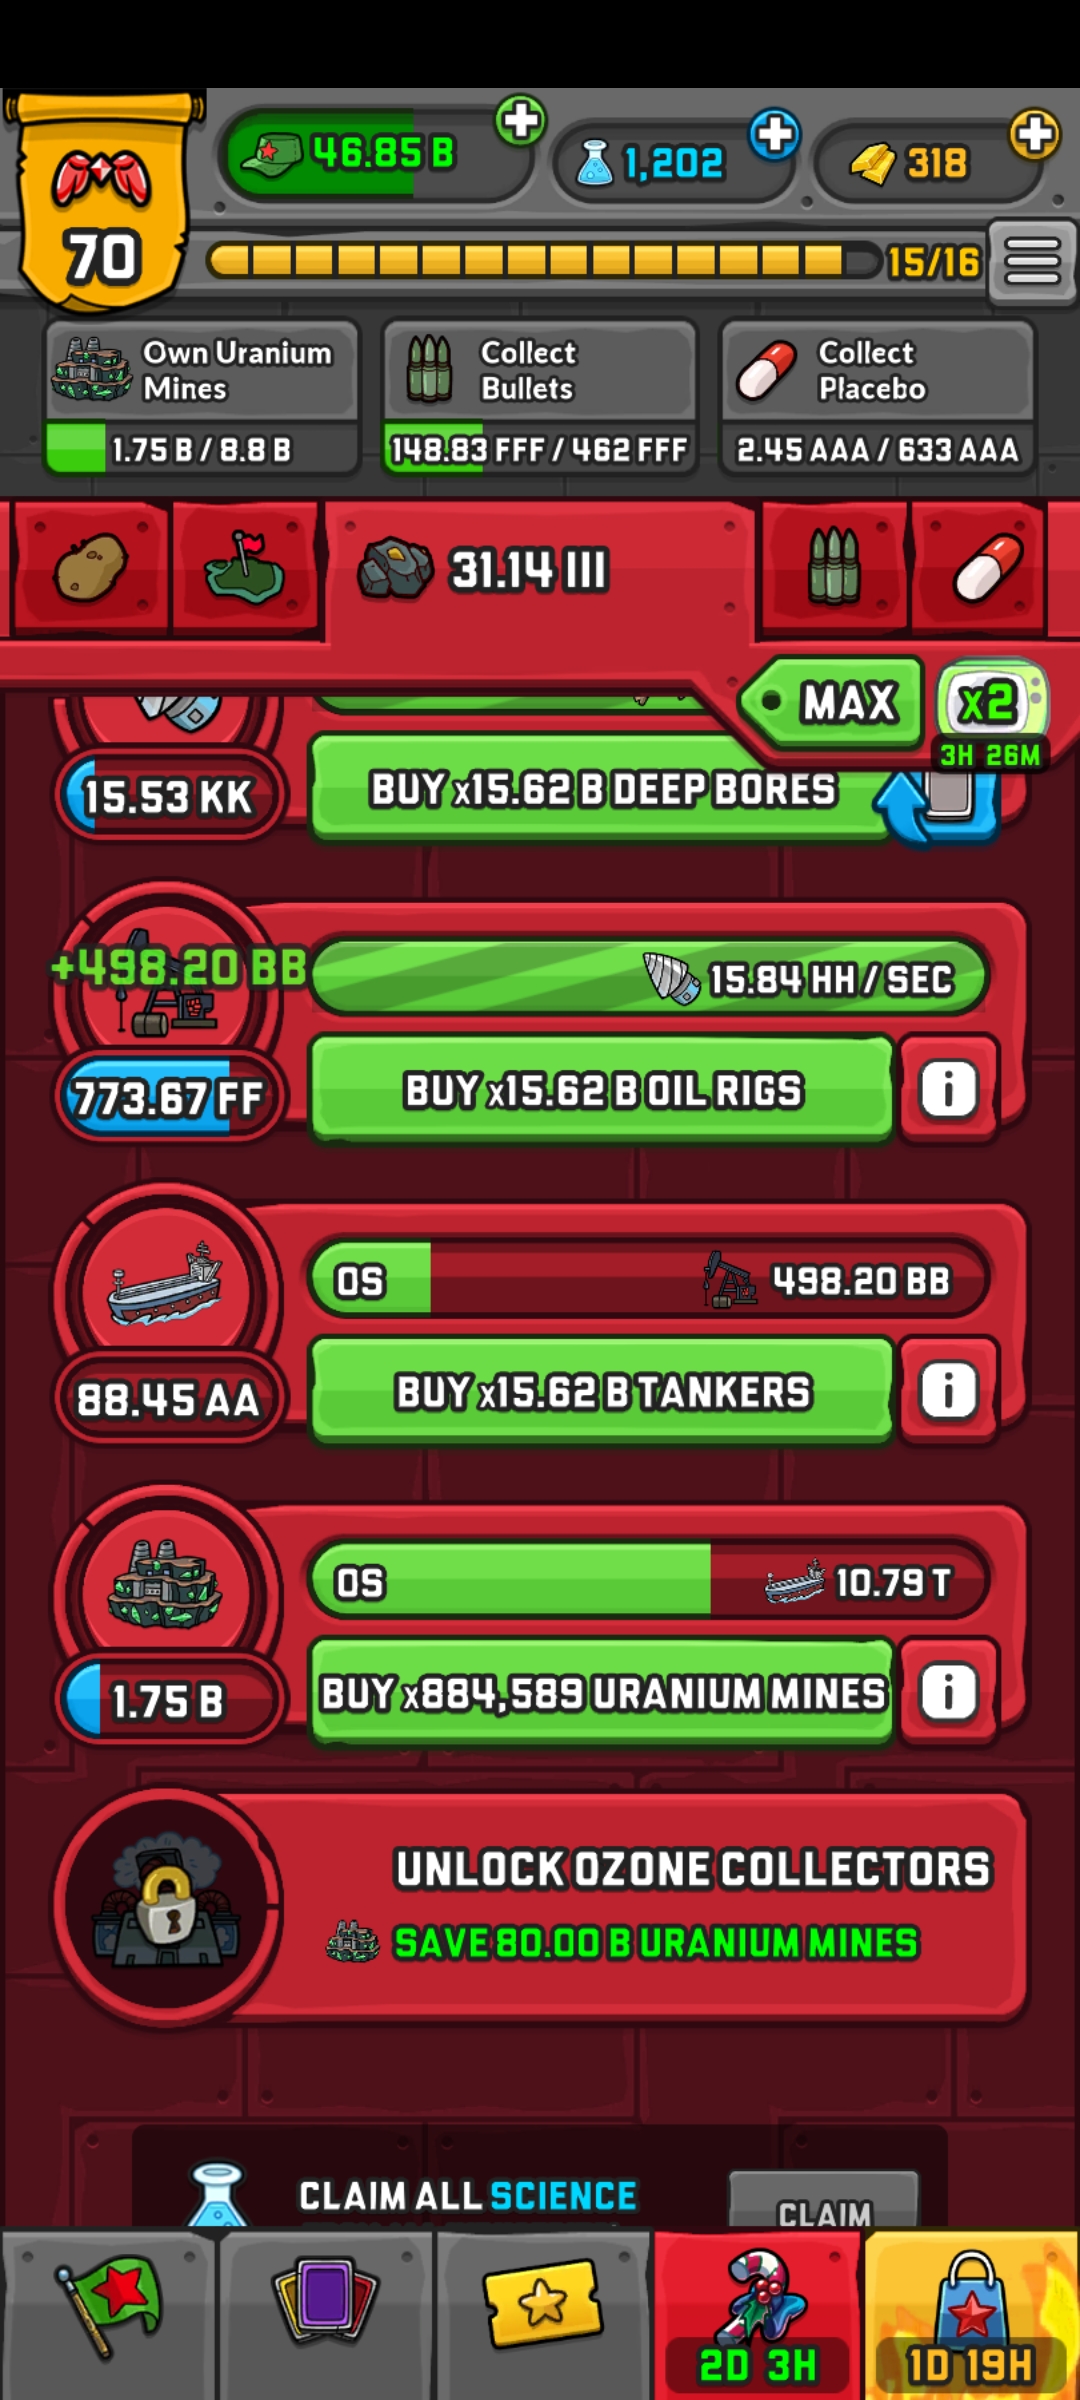 46.85 B
1,202
318
70
15/16
Own Uranium Mines
1.75 B / 8.8 B
Collect Bullets
148.83 FFF / 462 FFF
Collect Placebo
2.45 AAA / 633 AAA
31.14 III
MAX
x2
3H 26M
15.53 KK
BUY x15.62 B DEEP BORES
+498.20 BB
15.84 HH / SEC
773.67 FF
BUY x15.62 B OIL RIGS
i
0S
498.20 BB
88.45 AA
BUY x15.62 B TANKERS
i
0S
10.79 T
1.75 B
BUY x884,589 URANIUM MINES
i
UNLOCK OZONE COLLECTORS
SAVE 80.00 B URANIUM MINES
CLAIM ALL SCIENCE
CLAIM
2D 3H
1D 19H